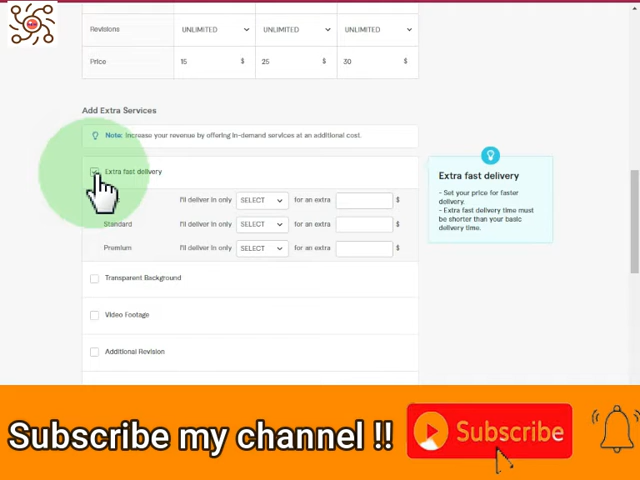 Revisions UNLIMITED UNLIMITED UNLIMITED
Price 15 $ 25 $ 30 $
Add Extra Services
Note: Increase your revenue by offering in-demand services at an additional cost.
Extra fast delivery
I'll deliver in only SELECT for an extra $
Standard I'll deliver in only SELECT for an extra $
Premium I'll deliver in only SELECT for an extra $
Transparent Background
Video Footage
Additional Revision
Extra fast delivery
- Set your price for faster
delivery.
- Extra fast delivery time must
be shorter than your basic
delivery time.
Subscribe my channel !! Subscribe